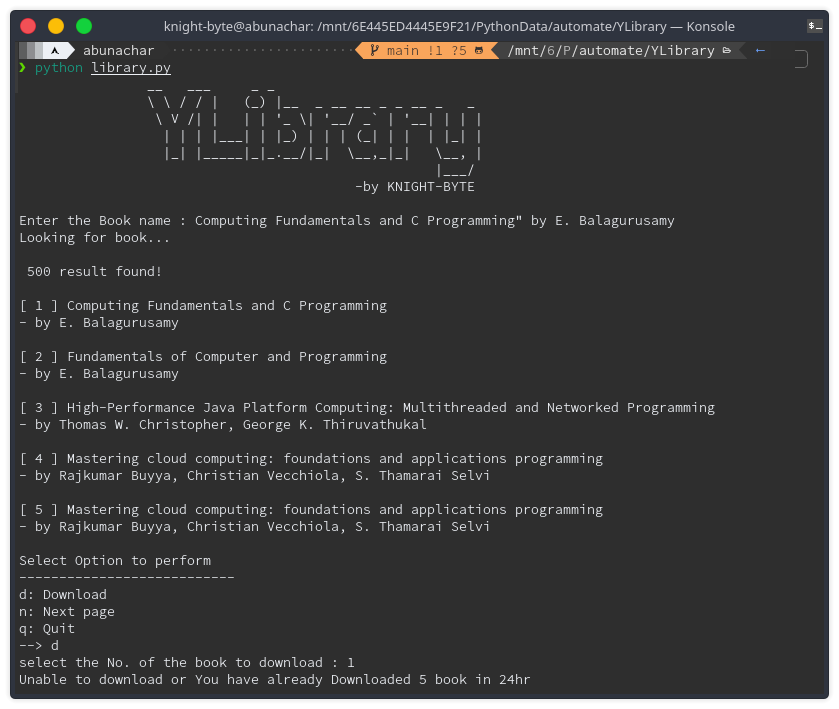 knight-byte@abunachar: /mnt/6E445ED4445E9F21/PythonData/automate/YLibrary — Konsole
abunachar main !1 ?5 /mnt/6/P/automate/YLibrary
❯ python library.py
YLibrary
-by KNIGHT-BYTE
Enter the Book name : Computing Fundamentals and C Programming" by E. Balagurusamy
Looking for book...
500 result found!
[ 1 ] Computing Fundamentals and C Programming
- by E. Balagurusamy
[ 2 ] Fundamentals of Computer and Programming
- by E. Balagurusamy
[ 3 ] High-Performance Java Platform Computing: Multithreaded and Networked Programming
- by Thomas W. Christopher, George K. Thiruvathukal
[ 4 ] Mastering cloud computing: foundations and applications programming
- by Rajkumar Buyya, Christian Vecchiola, S. Thamarai Selvi
[ 5 ] Mastering cloud computing: foundations and applications programming
- by Rajkumar Buyya, Christian Vecchiola, S. Thamarai Selvi
Select Option to perform
---------------------------
d: Download
n: Next page
q: Quit
--> d
select the No. of the book to download : 1
Unable to download or You have already Downloaded 5 book in 24hr